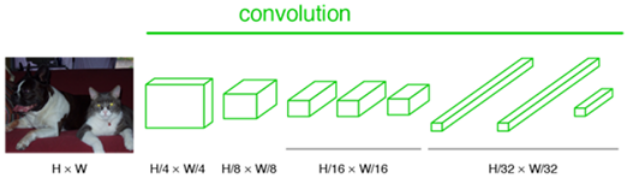 convolution
H × W
H/4 × W/4
H/8 × W/8
H/16 × W/16
H/32 × W/32